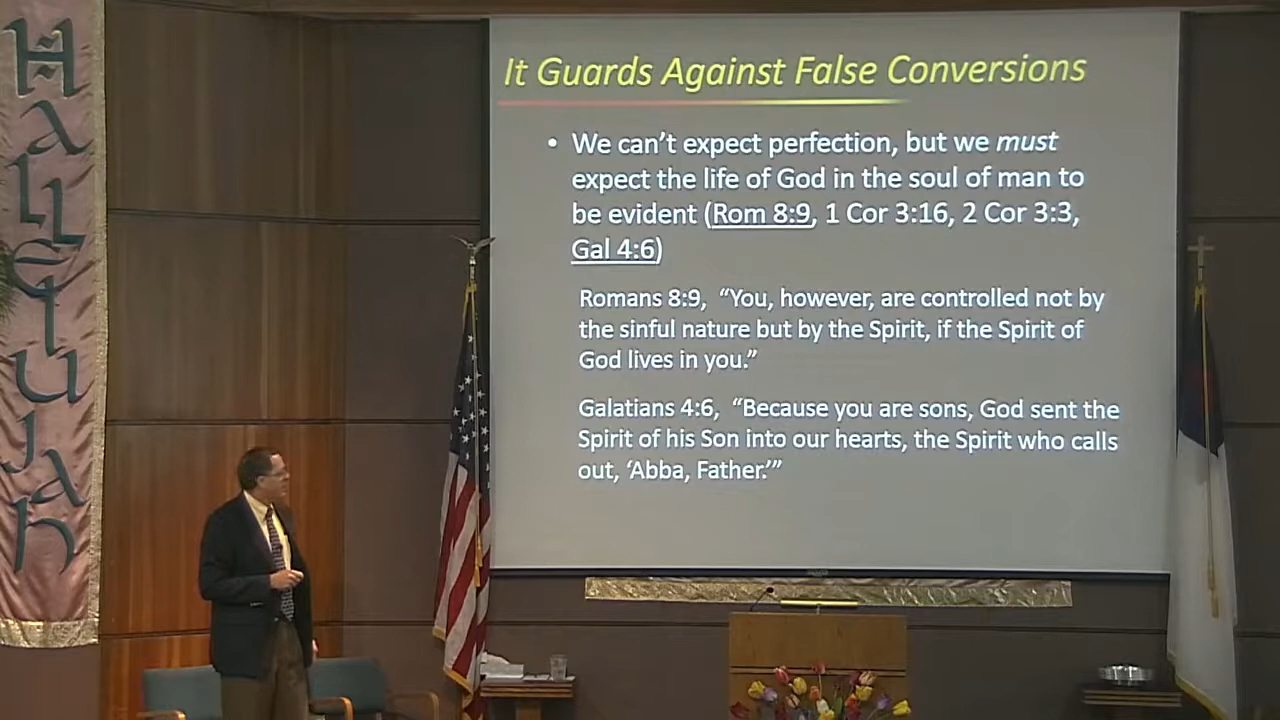 Hallelujah
It Guards Against False Conversions
• We can't expect perfection, but we must
expect the life of God in the soul of man to
be evident (Rom 8:9, 1 Cor 3:16, 2 Cor 3:3,
Gal 4:6)
Romans 8:9, “You, however, are controlled not by
the sinful nature but by the Spirit, if the Spirit of
God lives in you.”
Galatians 4:6, “Because you are sons, God sent the
Spirit of his Son into our hearts, the Spirit who calls
out, ‘Abba, Father.’”